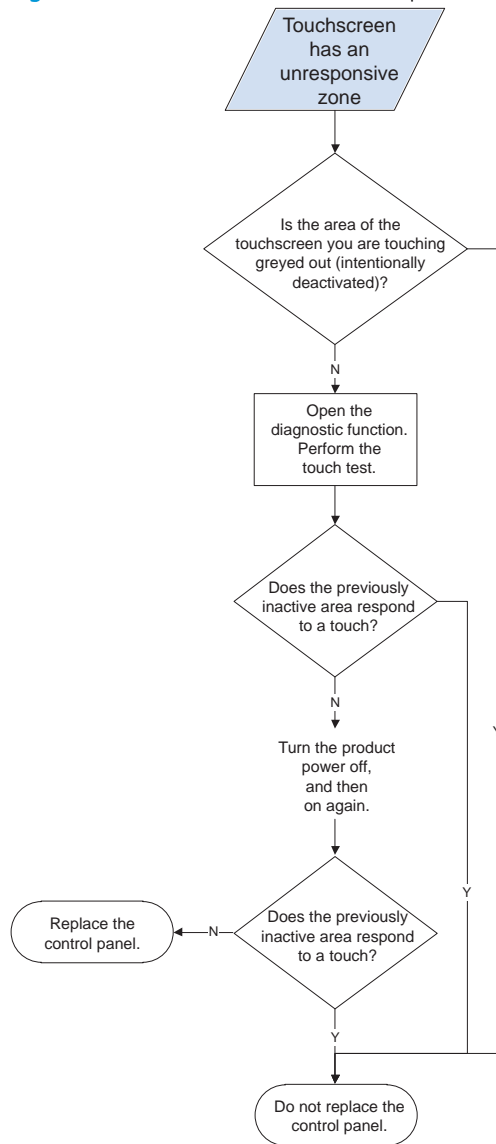 Touchscreen
has an
unresponsive
zone
Is the area of the
touchscreen you are touching
greyed out (intentionally
deactivated)?
N
Open the
diagnostic function.
Perform the
touch test.
Does the previously
inactive area respond
to a touch?
N
Turn the product
power off,
and then
on again.
Y
Does the previously
inactive area respond
to a touch?
N
Replace the
control panel.
Y
Do not replace the
control panel.